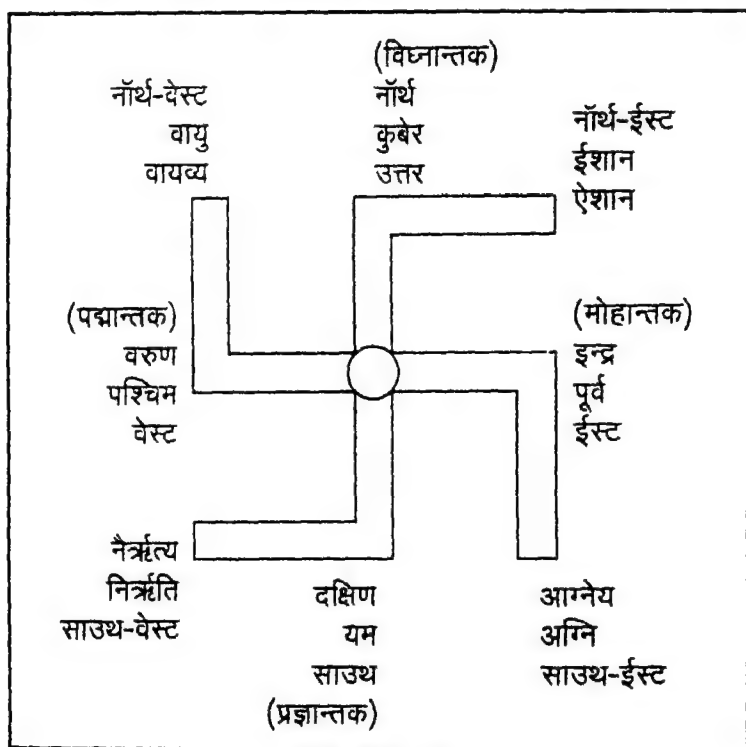 नॉर्थ-वेस्ट
वायु
वायव्य
(विघ्नान्तक)
नॉर्थ
कुबेर
उत्तर
नॉर्थ-ईस्ट
ईशान
ऐशान
(पद्मान्तक)
वरुण
पश्चिम
वेस्ट
(मोहान्तक)
इन्द्र
पूर्व
ईस्ट
नैर्ऋत्य
निर्ऋति
साउथ-वेस्ट
दक्षिण
यम
साउथ
(प्रज्ञान्तक)
आग्नेय
अग्नि
साउथ-ईस्ट